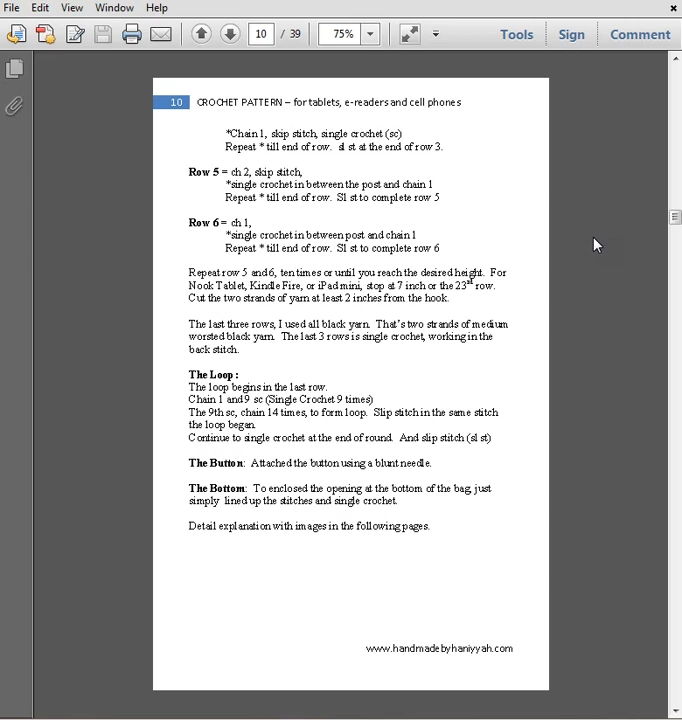 File Edit View Window Help
10 / 39 75% Tools Sign Comment
10 CROCHET PATTERN – for tablets, e-readers and cell phones
*Chain 1, skip stitch, single crochet (sc)
Repeat * till end of row. sl st at the end of row 3.
Row 5 = ch 2, skip stitch,
*single crochet in between the post and chain 1
Repeat * till end of row. Sl st to complete row 5
Row 6 = ch 1,
*single crochet in between post and chain 1
Repeat * till end of row. Sl st to complete row 6
Repeat row 5 and 6, ten times or until you reach the desired height. For
Nook Tablet, Kindle Fire, or iPad mini, stop at 7 inch or the 23rd row.
Cut the two strands of yarn at least 2 inches from the hook.
The last three rows, I used all black yarn. That's two strands of medium
worsted black yarn. The last 3 rows is single crochet, working in the
back stitch.
The Loop :
The loop begins in the last row.
Chain 1 and 9 sc (Single Crochet 9 times)
The 9th sc, chain 14 times, to form loop. Slip stitch in the same stitch
the loop began.
Continue to single crochet at the end of round. And slip stitch (sl st)
The Button: Attached the button using a blunt needle.
The Bottom: To enclosed the opening at the bottom of the bag, just
simply lined up the stitches and single crochet.
Detail explanation with images in the following pages.
www.handmadebyhaniyyah.com